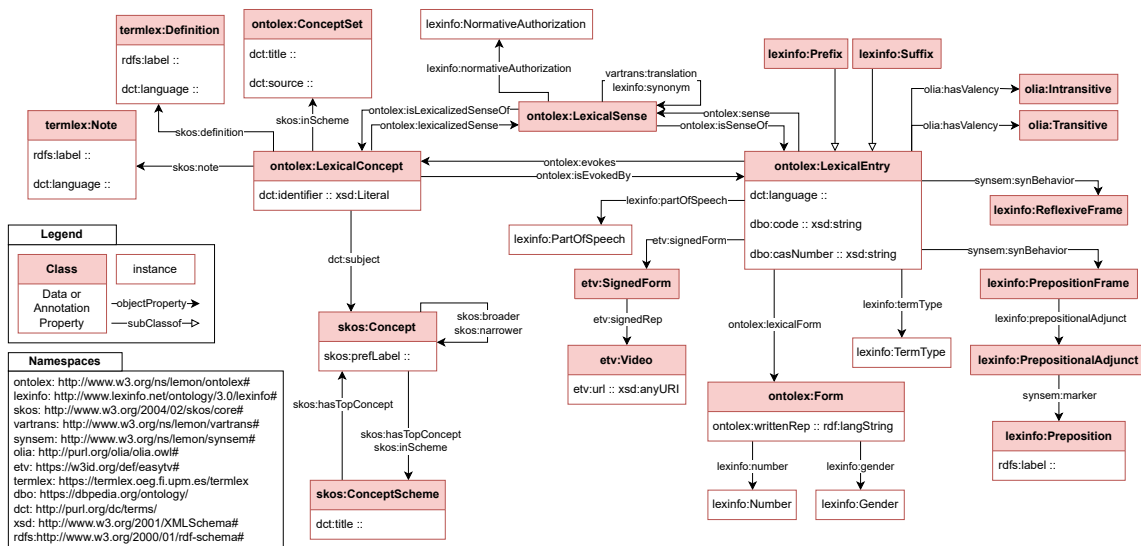 termlex:Definition
rdfs:label ::
dct:language ::
ontolex:ConceptSet
dct:title ::
dct:source ::
lexinfo:NormativeAuthorization
lexinfo:normativeAuthorization
vartrans:translation
lexinfo:synonym
lexinfo:Prefix
lexinfo:Suffix
olia:hasValency
olia:Intransitive
olia:hasValency
olia:Transitive
termlex:Note
rdfs:label ::
dct:language ::
skos:definition
skos:inScheme
ontolex:isLexicalizedSenseOf
ontolex:lexicalizedSense
ontolex:LexicalSense
ontolex:sense
ontolex:isSenseOf
skos:note
ontolex:LexicalConcept
dct:identifier :: xsd:Literal
ontolex:evokes
ontolex:isEvokedBy
ontolex:LexicalEntry
dct:language ::
dbo:code :: xsd:string
dbo:casNumber :: xsd:string
synsem:synBehavior
lexinfo:ReflexiveFrame
lexinfo:partOfSpeech
lexinfo:PartOfSpeech
etv:signedForm
etv:SignedForm
etv:signedRep
etv:Video
etv:url :: xsd:anyURI
synsem:synBehavior
lexinfo:PrepositionFrame
lexinfo:prepositionalAdjunct
lexinfo:PrepositionalAdjunct
synsem:marker
lexinfo:Preposition
rdfs:label ::
lexinfo:termType
lexinfo:TermType
ontolex:lexicalForm
ontolex:Form
ontolex:writtenRep :: rdf:langString
lexinfo:number
lexinfo:gender
lexinfo:Number
lexinfo:Gender
dct:subject
skos:Concept
skos:prefLabel ::
skos:broader
skos:narrower
skos:hasTopConcept
skos:hasTopConcept
skos:inScheme
skos:ConceptScheme
dct:title ::
Legend
Class
Data or
Annotation
Property
instance
objectProperty
subClassof
Namespaces
ontolex: http://www.w3.org/ns/lemon/ontolex#
lexinfo: http://www.lexinfo.net/ontology/3.0/lexinfo#
skos: http://www.w3.org/2004/02/skos/core#
vartrans: http://www.w3.org/ns/lemon/vartrans#
synsem: http://www.w3.org/ns/lemon/synsem#
olia: http://purl.org/olia/olia.owl#
etv: https://w3id.org/def/easytv#
termlex: https://termlex.oeg.fi.upm.es/termlex
dbo: https://dbpedia.org/ontology/
dct: http://purl.org/dc/terms/
xsd: http://www.w3.org/2001/XMLSchema#
rdfs:http://www.w3.org/2000/01/rdf-schema#